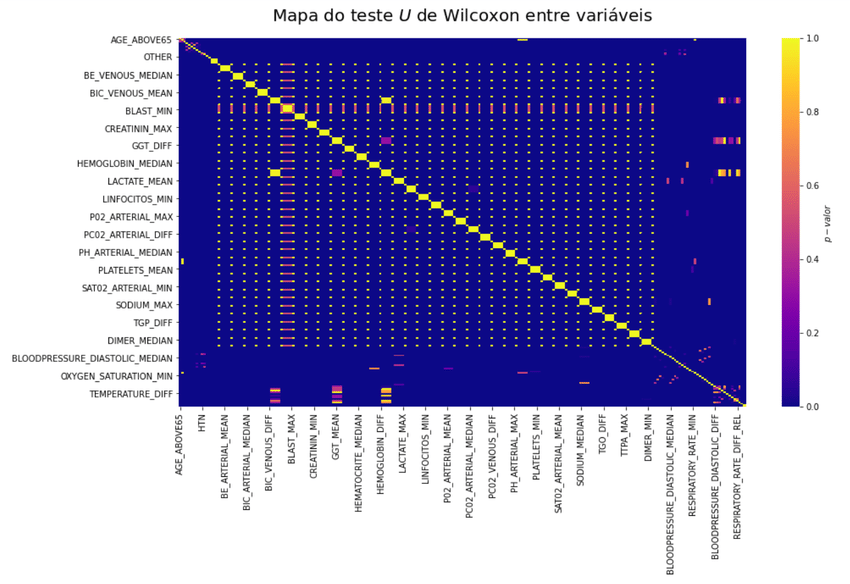 Mapa do teste U de Wilcoxon entre variáveis
AGE_ABOVE65
OTHER
BE_VENOUS_MEDIAN
BIC_VENOUS_MEAN
BLAST_MIN
CREATININ_MAX
GGT_DIFF
HEMOGLOBIN_MEDIAN
LACTATE_MEAN
LINFOCITOS_MIN
P02_ARTERIAL_MAX
PC02_ARTERIAL_DIFF
PH_ARTERIAL_MEDIAN
PLATELETS_MEAN
SAT02_ARTERIAL_MIN
SODIUM_MAX
TGP_DIFF
DIMER_MEDIAN
BLOODPRESSURE_DIASTOLIC_MEDIAN
OXYGEN_SATURATION_MIN
TEMPERATURE_DIFF
AGE_ABOVE65
HTN
BE_ARTERIAL_MEAN
BIC_ARTERIAL_MEDIAN
BIC_VENOUS_DIFF
BLAST_MAX
CREATININ_MIN
GGT_MEAN
HEMATOCRITE_MEDIAN
HEMOGLOBIN_DIFF
LACTATE_MAX
LINFOCITOS_MIN
P02_ARTERIAL_MEAN
PC02_ARTERIAL_MEDIAN
PC02_VENOUS_DIFF
PH_ARTERIAL_MAX
PLATELETS_MIN
SAT02_ARTERIAL_MEAN
SODIUM_MEDIAN
TGO_DIFF
TTPA_MAX
DIMER_MIN
BLOODPRESSURE_DIASTOLIC_MEDIAN
RESPIRATORY_RATE_MIN
BLOODPRESSURE_DIASTOLIC_DIFF
RESPIRATORY_RATE_DIFF_REL
1.0
0.8
0.6
0.4
0.2
0.0
p − valor